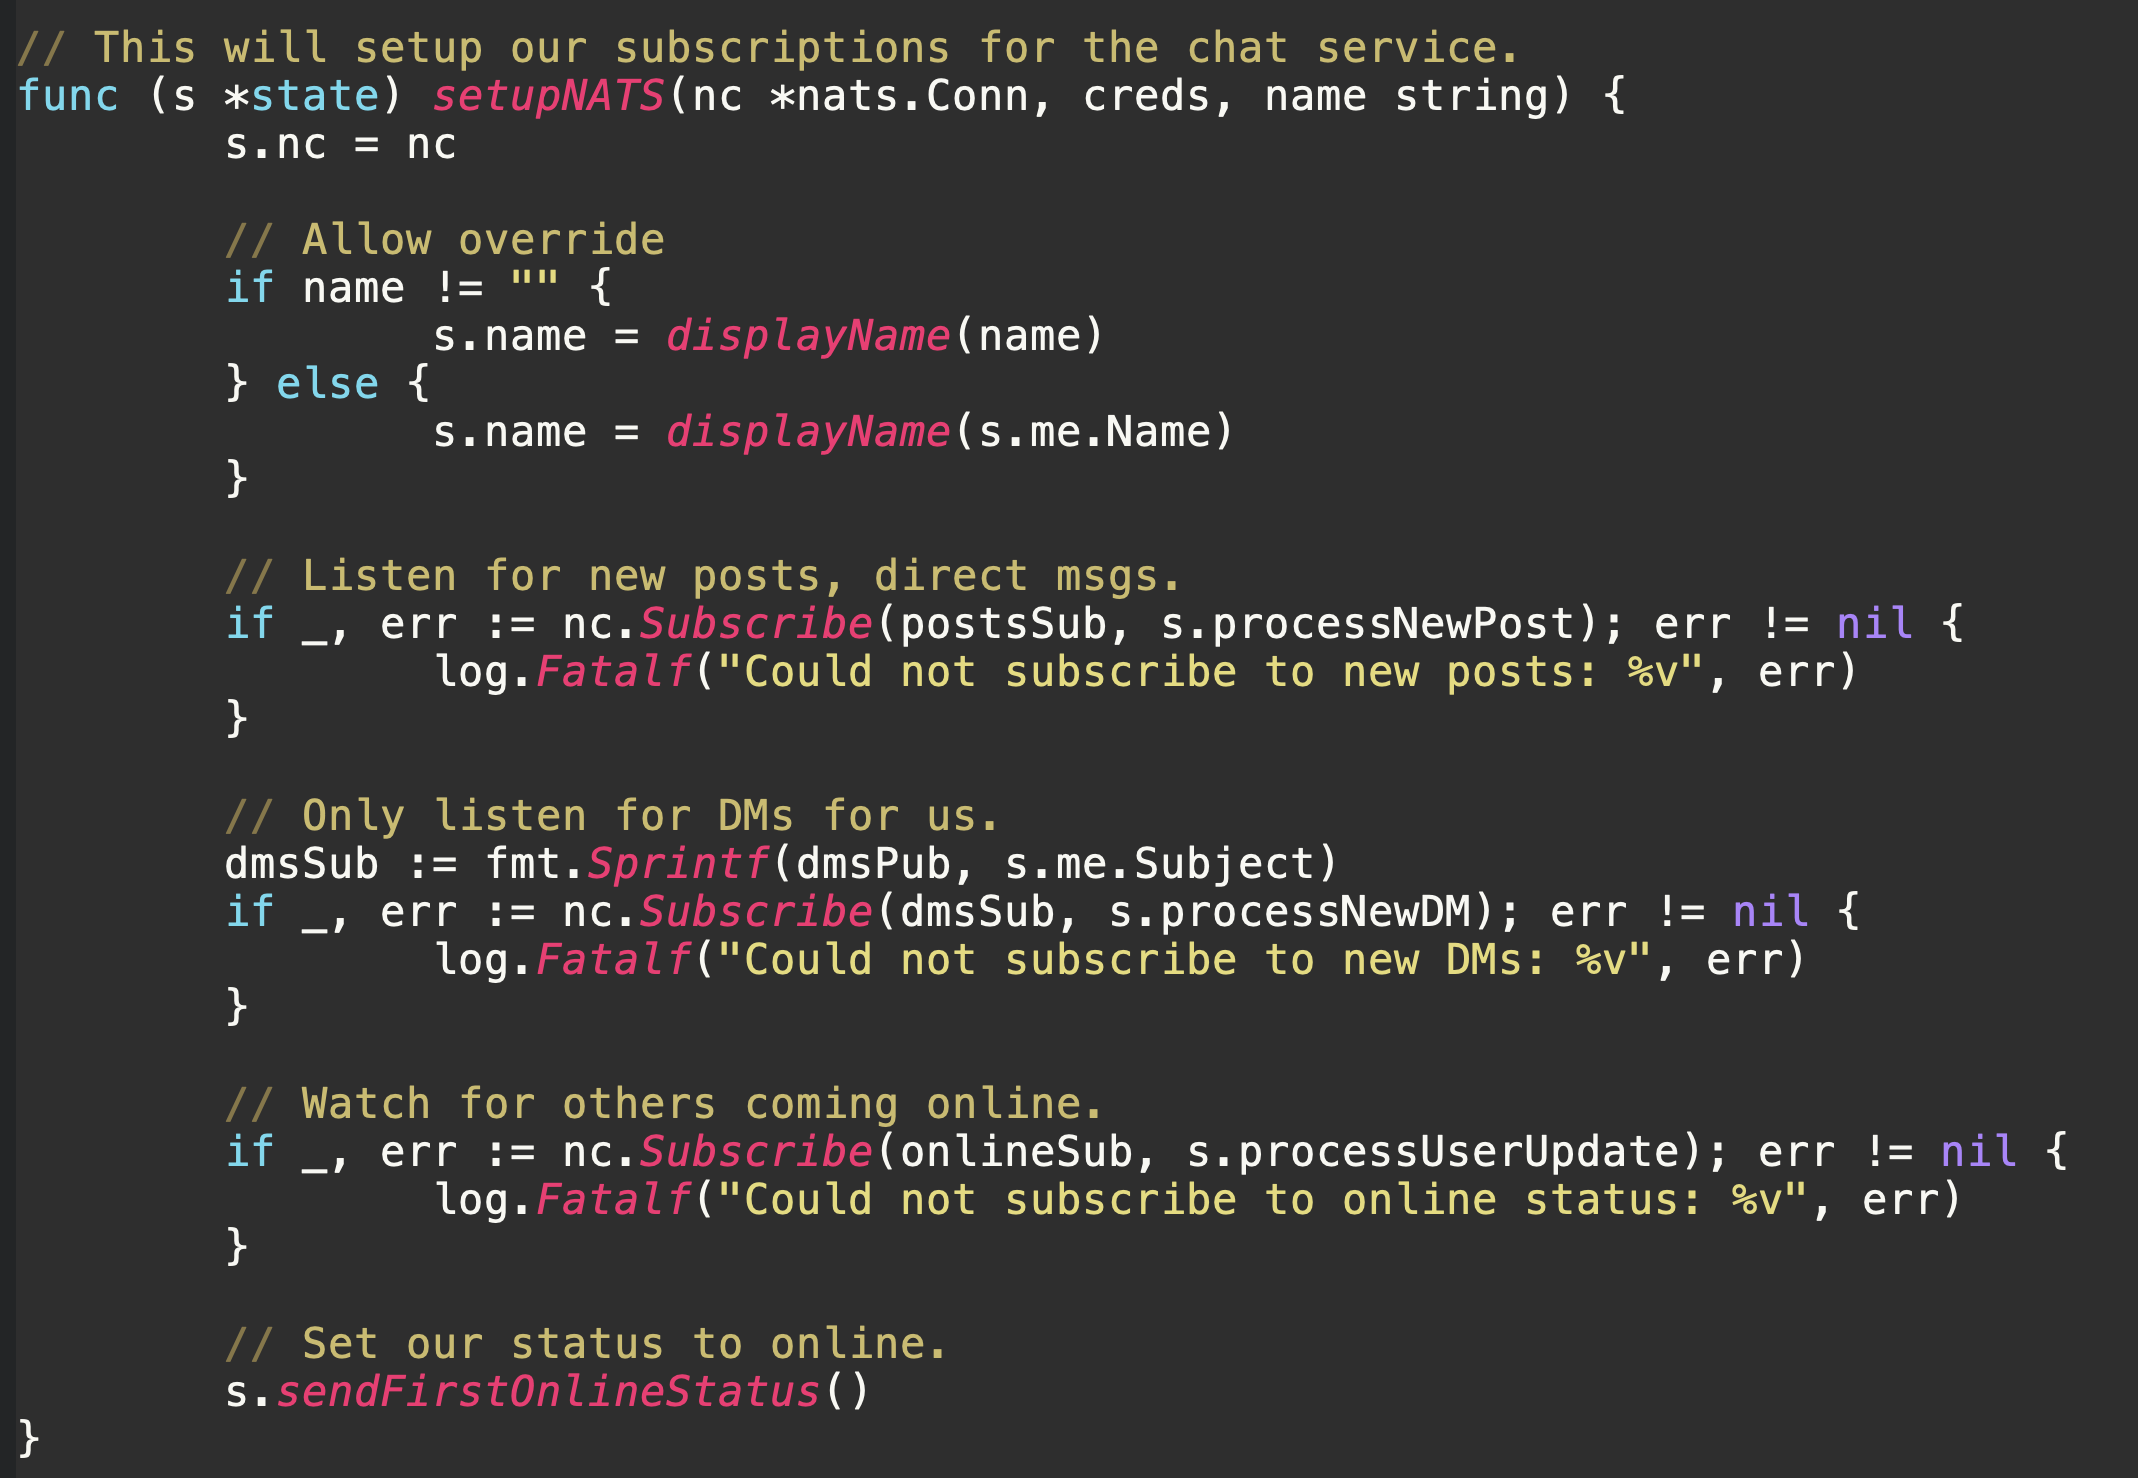 // This will setup our subscriptions for the chat service.
func (s *state) setupNATS(nc *nats.Conn, creds, name string) {
        s.nc = nc

        // Allow override
        if name != "" {
                s.name = displayName(name)
        } else {
                s.name = displayName(s.me.Name)
        }

        // Listen for new posts, direct msgs.
        if _, err := nc.Subscribe(postsSub, s.processNewPost); err != nil {
                log.Fatalf("Could not subscribe to new posts: %v", err)
        }

        // Only listen for DMs for us.
        dmsSub := fmt.Sprintf(dmsPub, s.me.Subject)
        if _, err := nc.Subscribe(dmsSub, s.processNewDM); err != nil {
                log.Fatalf("Could not subscribe to new DMs: %v", err)
        }

        // Watch for others coming online.
        if _, err := nc.Subscribe(onlineSub, s.processUserUpdate); err != nil {
                log.Fatalf("Could not subscribe to online status: %v", err)
        }

        // Set our status to online.
        s.sendFirstOnlineStatus()
}